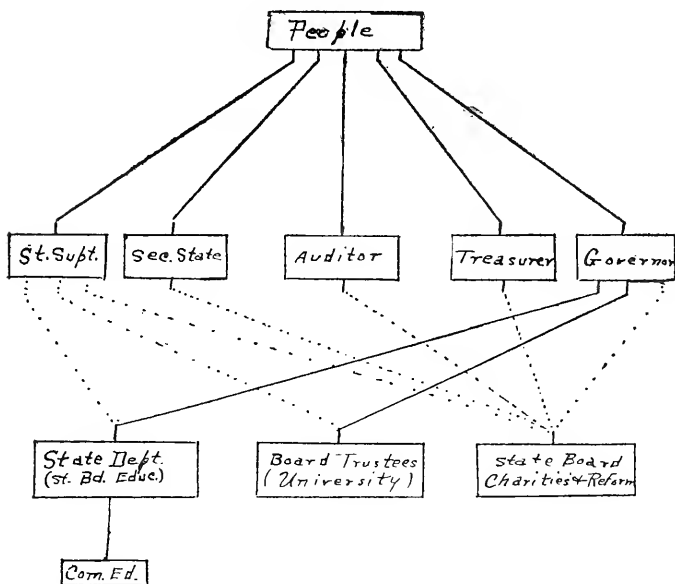 People
St. Supt.
Sec. State
Auditor
Treasurer
Governor
State Dept.
(St. Bd. Educ.)
Board Trustees
(University)
State Board
Charities & Reform
Com. Ed.